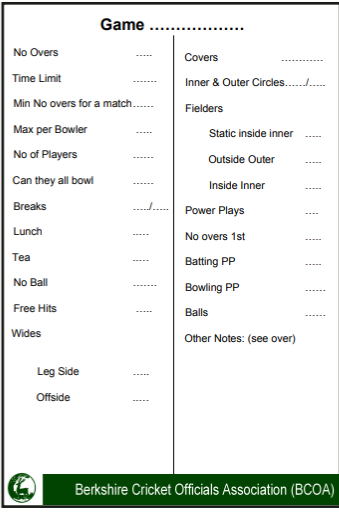 Game ………………
No Overs …..
Time Limit …….
Min No overs for a match……
Max per Bowler …..
No of Players ……
Can they all bowl ……
Breaks …../…..
Lunch …..
Tea …..
No Ball …….
Free Hits …..
Wides
Leg Side …..
Offside …..
Covers …………
Inner & Outer Circles……/…..
Fielders
Static inside inner …..
Outside Outer …..
Inside Inner …..
Power Plays ….
No overs 1st …..
Batting PP …..
Bowling PP ……
Balls ……
Other Notes: (see over)
Berkshire Cricket Officials Association (BCOA)